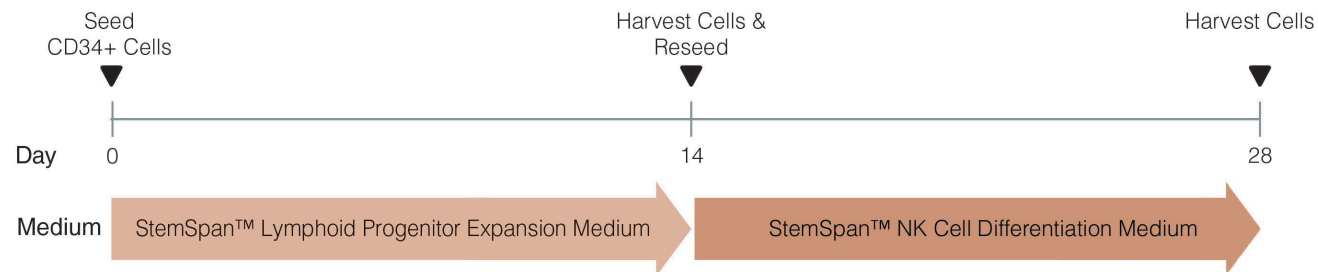 Seed
CD34+ Cells
Harvest Cells &
Reseed
Harvest Cells
Day 0 14 28
Medium StemSpan™ Lymphoid Progenitor Expansion Medium StemSpan™ NK Cell Differentiation Medium